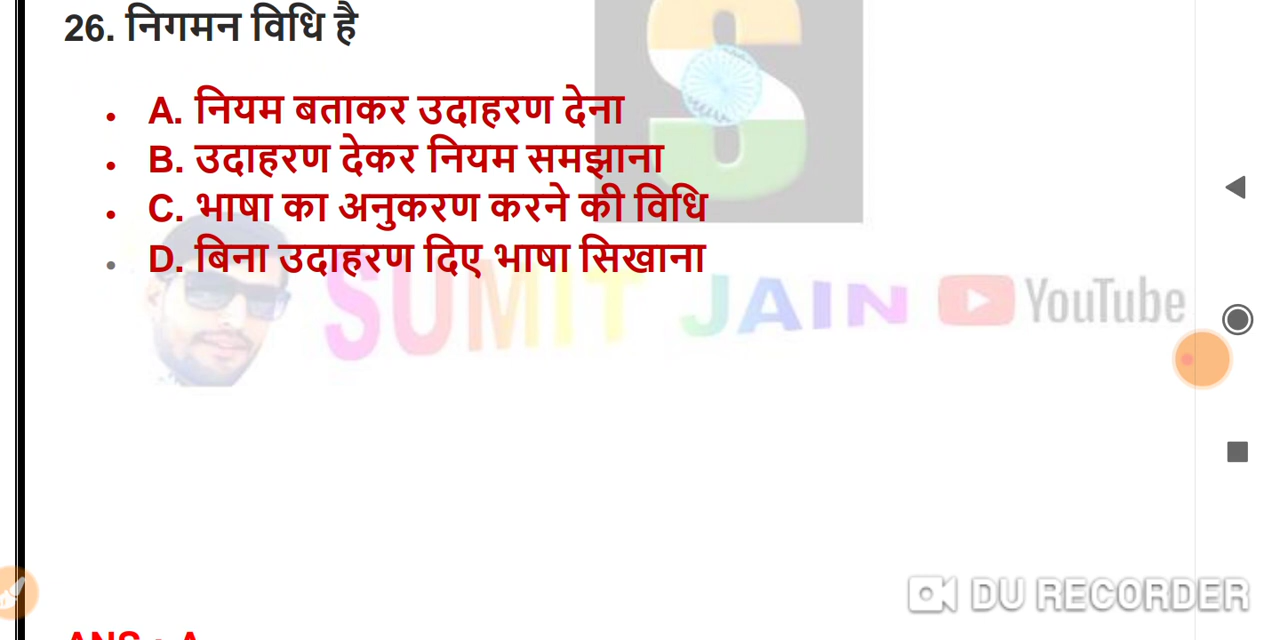 26. निगमन विधि है
• A. नियम बताकर उदाहरण देना
• B. उदाहरण देकर नियम समझाना
• C. भाषा का अनुकरण करने की विधि
• D. बिना उदाहरण दिए भाषा सिखाना
SUMIT JAIN YouTube
DU RECORDER
ANS : A